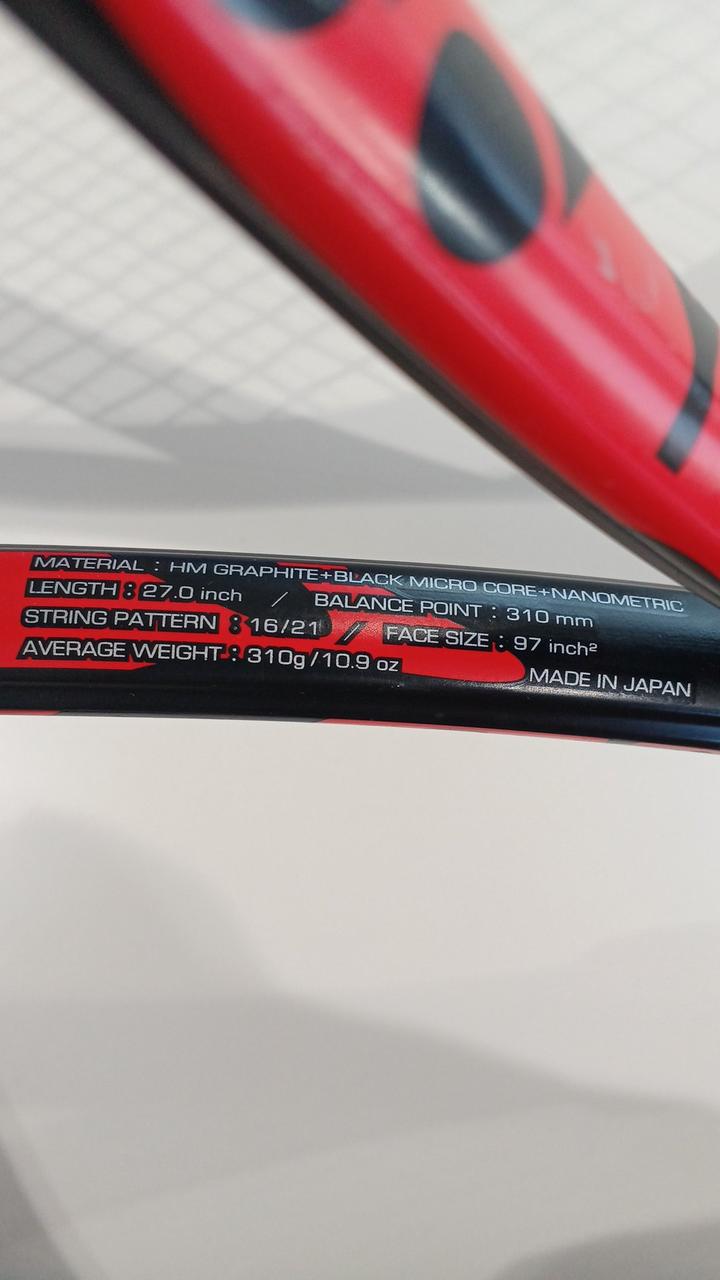 MATERIAL : HM GRAPHITE+BLACK MICRO CORE+NANOMETRIC
LENGTH : 27.0 inch / BALANCE POINT : 310 mm
STRING PATTERN : 16/21 / FACE SIZE : 97 inch²
AVERAGE WEIGHT : 310g/10.9 oz
MADE IN JAPAN